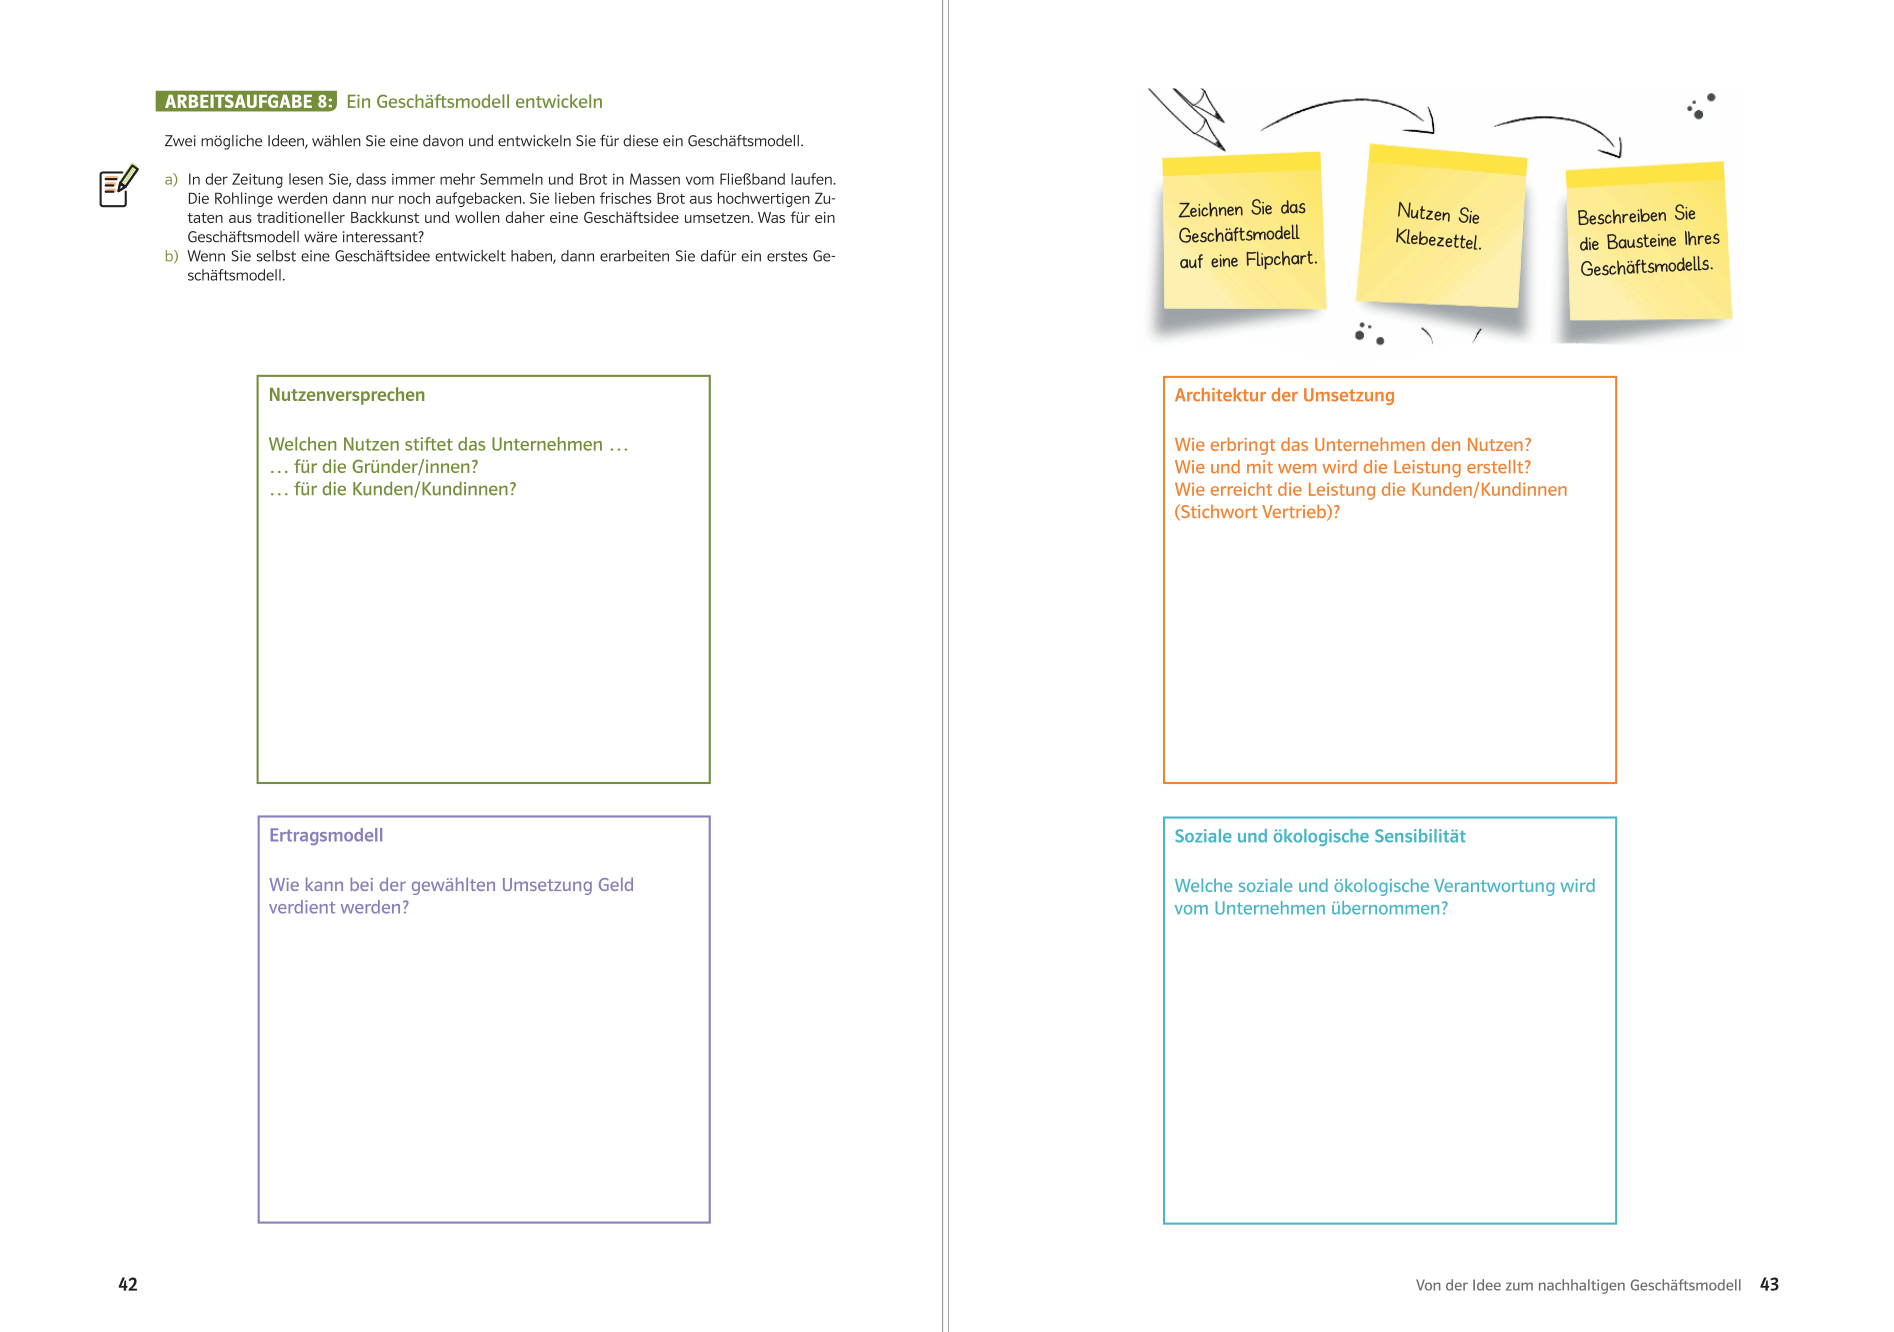 ARBEITSAUFGABE 8: Ein Geschäftsmodell entwickeln
Zwei mögliche Ideen, wählen Sie eine davon und entwickeln Sie für diese ein Geschäftsmodell.
a) In der Zeitung lesen Sie, dass immer mehr Semmeln und Brot in Massen vom Fließband laufen.
Die Rohlinge werden dann nur noch aufgebacken. Sie lieben frisches Brot aus hochwertigen Zu-
taten aus traditioneller Backkunst und wollen daher eine Geschäftsidee umsetzen. Was für ein
Geschäftsmodell wäre interessant?
b) Wenn Sie selbst eine Geschäftsidee entwickelt haben, dann erarbeiten Sie dafür ein erstes Ge-
schäftsmodell.
Nutzenversprechen
Welchen Nutzen stiftet das Unternehmen …
… für die Gründer/innen?
… für die Kunden/Kundinnen?
Ertragsmodell
Wie kann bei der gewählten Umsetzung Geld
verdient werden?
42
Zeichnen Sie das
Geschäftsmodell
auf eine Flipchart.
Nutzen Sie
Klebezettel.
Beschreiben Sie
die Bausteine Ihres
Geschäftsmodells.
Architektur der Umsetzung
Wie erbringt das Unternehmen den Nutzen?
Wie und mit wem wird die Leistung erstellt?
Wie erreicht die Leistung die Kunden/Kundinnen
(Stichwort Vertrieb)?
Soziale und ökologische Sensibilität
Welche soziale und ökologische Verantwortung wird
vom Unternehmen übernommen?
Von der Idee zum nachhaltigen Geschäftsmodell 43